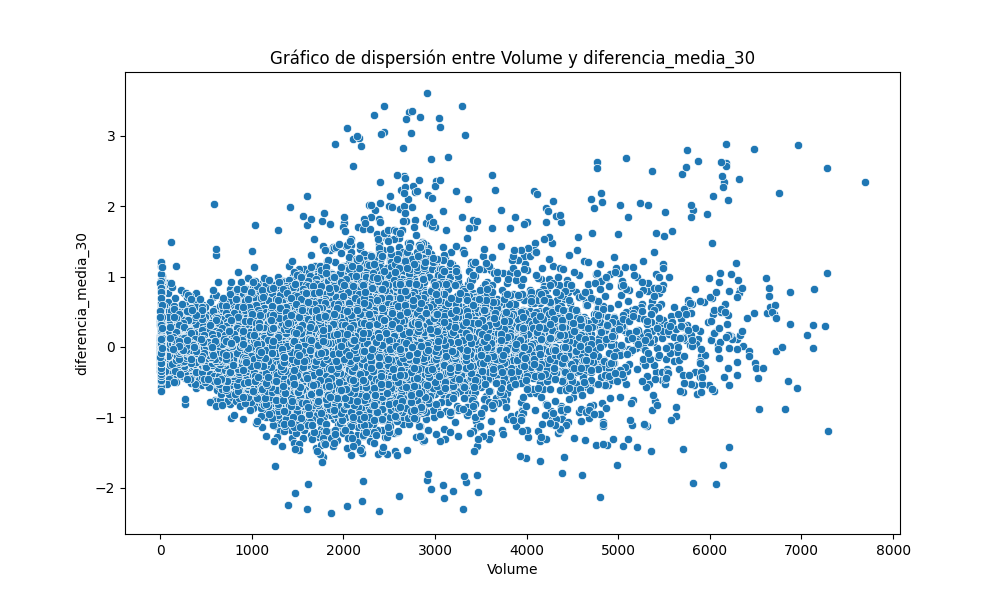 Gráfico de dispersión entre Volume y diferencia_media_30
diferencia_media_30
3
2
1
0
−1
−2
0 1000 2000 3000 4000 5000 6000 7000 8000
Volume